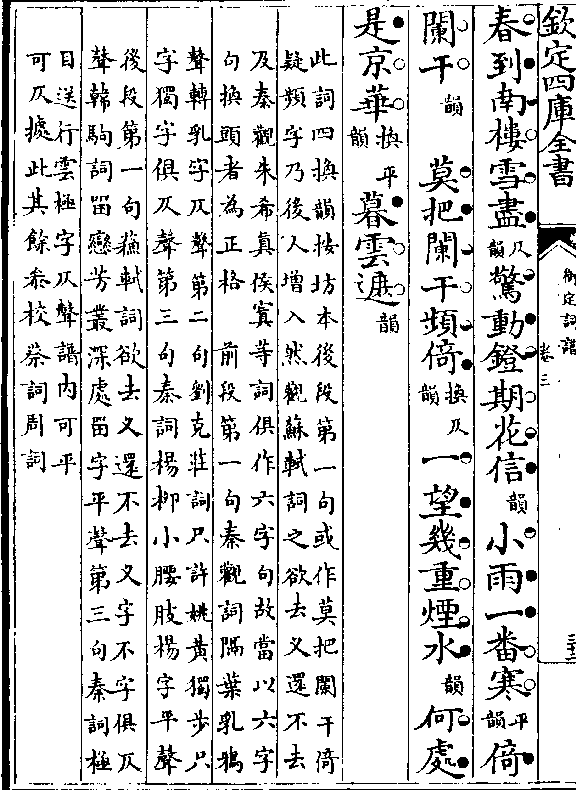 欽定四庫全書
御定詞譜 卷三
春到南樓雪盡仄韻驚動鐙期花信韻小雨一番寒平韻倚
闌干韻 莫把闌干頻倚換仄韻一望幾重煙水韻何處
是京華換平韻暮雲遮韻
此詞四換韻按坊本後段第一句或作莫把闌干倚
疑頻字乃後人增入然觀蘇軾詞之欲去又還不去
及秦觀朱希真侯寘等詞俱作六字句故當以六字
句換頭者為正格 前段第一句秦觀詞隔葉乳鴉
聲轉乳字仄聲第二句劉克莊詞只許姚黃獨步只
字獨字俱仄聲第三句秦詞楊柳小腰肢楊字平聲
後段第一句蘇軾詞欲去又還不去又字不字俱仄
聲韓駒詞留戀芳叢深處留字平聲第三句秦詞極
目送行雲極字仄聲譜內可平
可仄據此其餘叅校蔡詞周詞